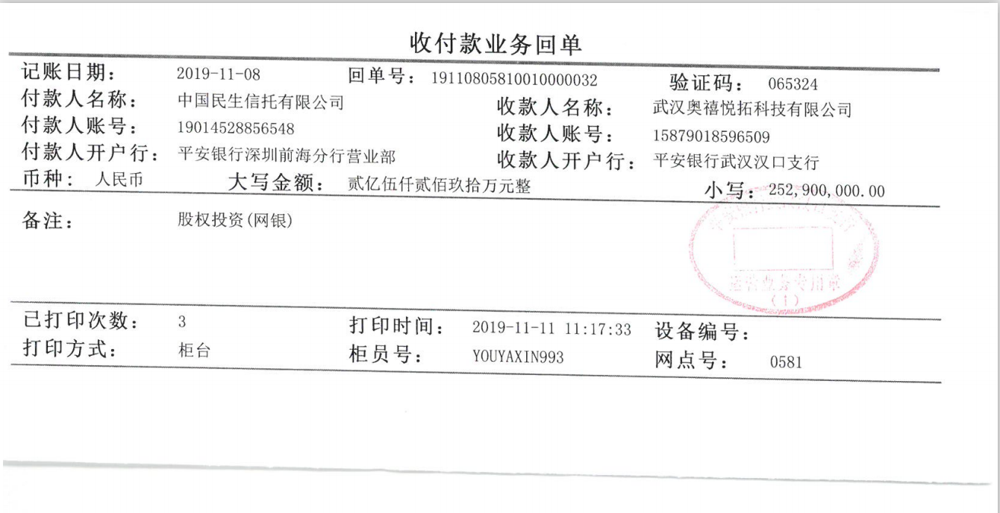 收付款业务回单
记账日期： 2019-11-08 回单号： 19110805810010000032 验证码： 065324
付款人名称： 中国民生信托有限公司 收款人名称： 武汉奥禧悦拓科技有限公司
付款人账号： 19014528856548 收款人账号： 15879018596509
付款人开户行： 平安银行深圳前海分行营业部 收款人开户行： 平安银行武汉汉口支行
币种： 人民币 大写金额： 贰亿伍仟贰佰玖拾万元整 小写： 252,900,000.00
备注： 股权投资(网银)
业务专用章
(1)
已打印次数： 3 打印时间： 2019-11-11 11:17:33 设备编号：
打印方式： 柜台 柜员号： YOUYAXIN993 网点号： 0581